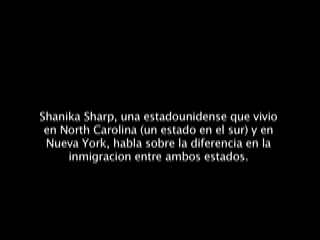 Shanika Sharp, una estadounidense que vivio
en North Carolina (un estado en el sur) y en
Nueva York, habla sobre la diferencia en la
inmigracion entre ambos estados.